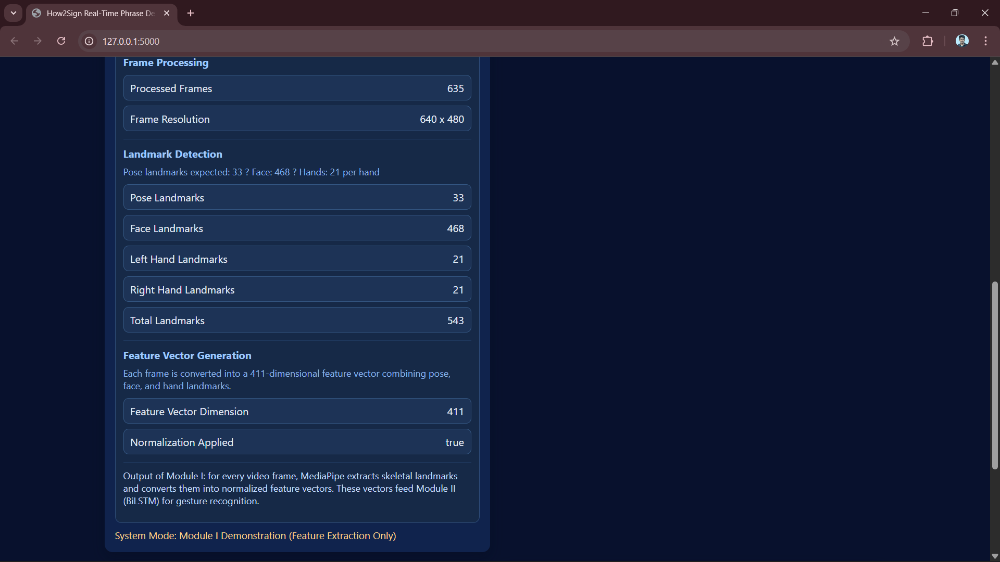 How2Sign Real-Time Phrase De
127.0.0.1:5000
Frame Processing
Processed Frames 635
Frame Resolution 640 x 480
Landmark Detection
Pose landmarks expected: 33 ? Face: 468 ? Hands: 21 per hand
Pose Landmarks 33
Face Landmarks 468
Left Hand Landmarks 21
Right Hand Landmarks 21
Total Landmarks 543
Feature Vector Generation
Each frame is converted into a 411-dimensional feature vector combining pose,
face, and hand landmarks.
Feature Vector Dimension 411
Normalization Applied true
Output of Module I: for every video frame, MediaPipe extracts skeletal landmarks
and converts them into normalized feature vectors. These vectors feed Module II
(BiLSTM) for gesture recognition.
System Mode: Module I Demonstration (Feature Extraction Only)